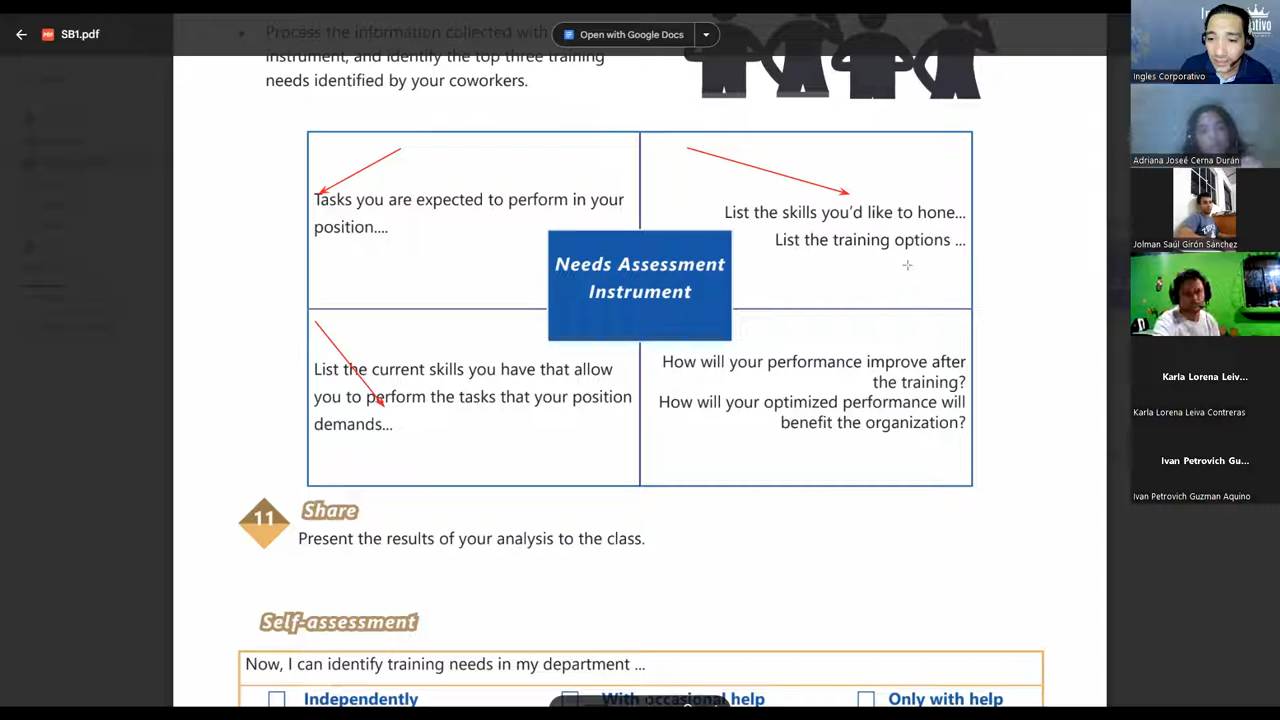 SB1.pdf
Open with Google Docs
Process the information collected with
instrument, and identify the top three training
needs identified by your coworkers.
Tasks you are expected to perform in your
position....
List the skills you'd like to hone...
List the training options ...
Needs Assessment
Instrument
List the current skills you have that allow
you to perform the tasks that your position
demands...
How will your performance improve after
the training?
How will your optimized performance will
benefit the organization?
11
Share
Present the results of your analysis to the class.
Self-assessment
Now, I can identify training needs in my department ...
Independently
With occasional help
Only with help
Ingles Corporativo
Adriana Joseé Cerna Durán
Jolman Saúl Girón Sánchez
Karla Lorena Leiv...
Karla Lorena Leiva Contreras
Ivan Petrovich Gu...
Ivan Petrovich Guzman Aquino